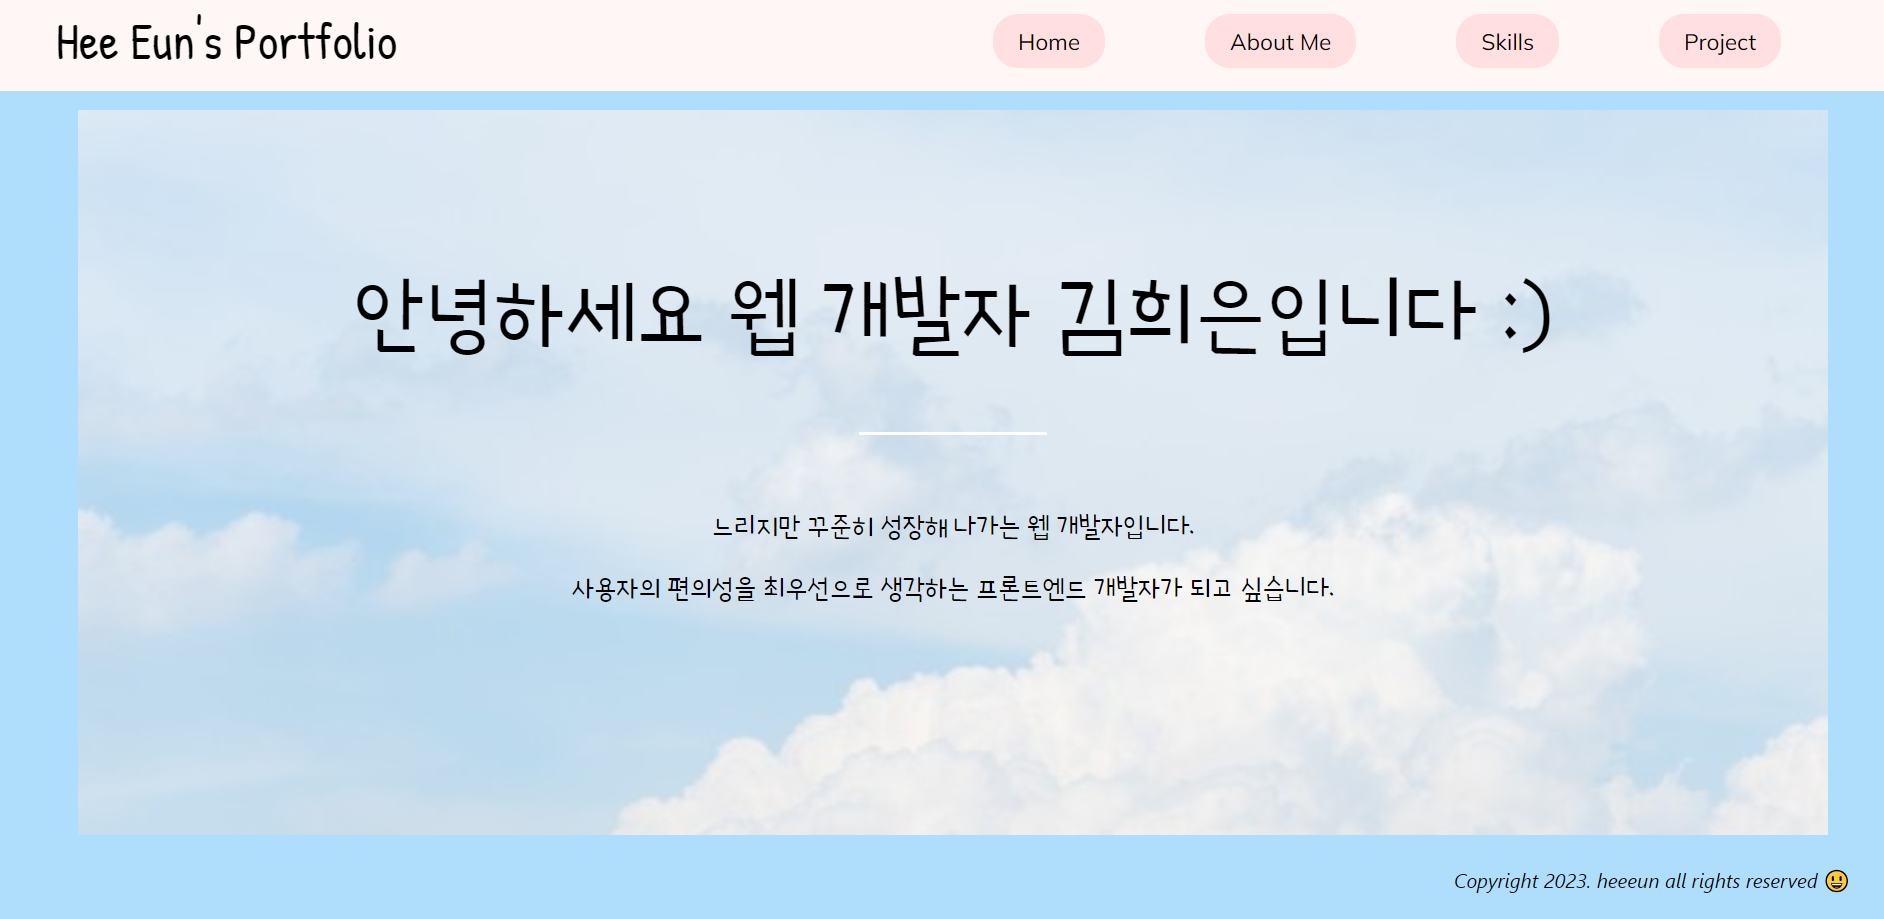 Hee Eun's Portfolio
Home
About Me
Skills
Project
안녕하세요 웹 개발자 김희은입니다 :)
느리지만 꾸준히 성장해 나가는 웹 개발자입니다.
사용자의 편의성을 최우선으로 생각하는 프론트엔드 개발자가 되고 싶습니다.
Copyright 2023. heeeun all rights reserved 😃